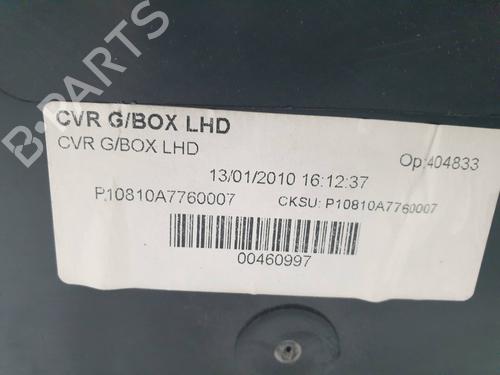 B-PARTS
CVR G/BOX LHD
CVR G/BOX LHD
Op:404833
13/01/2010 16:12:37
P10810A7760007
CKSU: P10810A7760007
00460997